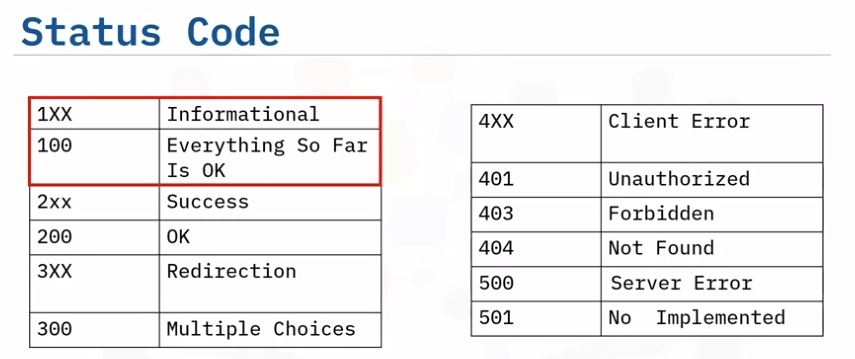 Status Code
1XX Informational
100 Everything So Far
Is OK
2xx Success
200 OK
3XX Redirection
300 Multiple Choices
4XX Client Error
401 Unauthorized
403 Forbidden
404 Not Found
500 Server Error
501 No Implemented